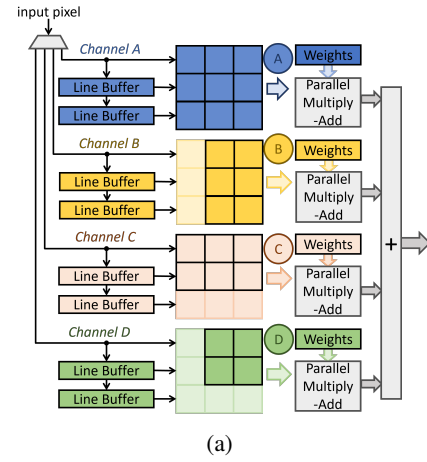 input pixel
Channel A
A
Weights
Line Buffer
Line Buffer
Parallel
Multiply
-Add
Channel B
B
Weights
Line Buffer
Line Buffer
Parallel
Multiply
-Add
+
Channel C
C
Weights
Line Buffer
Line Buffer
Parallel
Multiply
-Add
Channel D
D
Weights
Line Buffer
Line Buffer
Parallel
Multiply
-Add
(a)